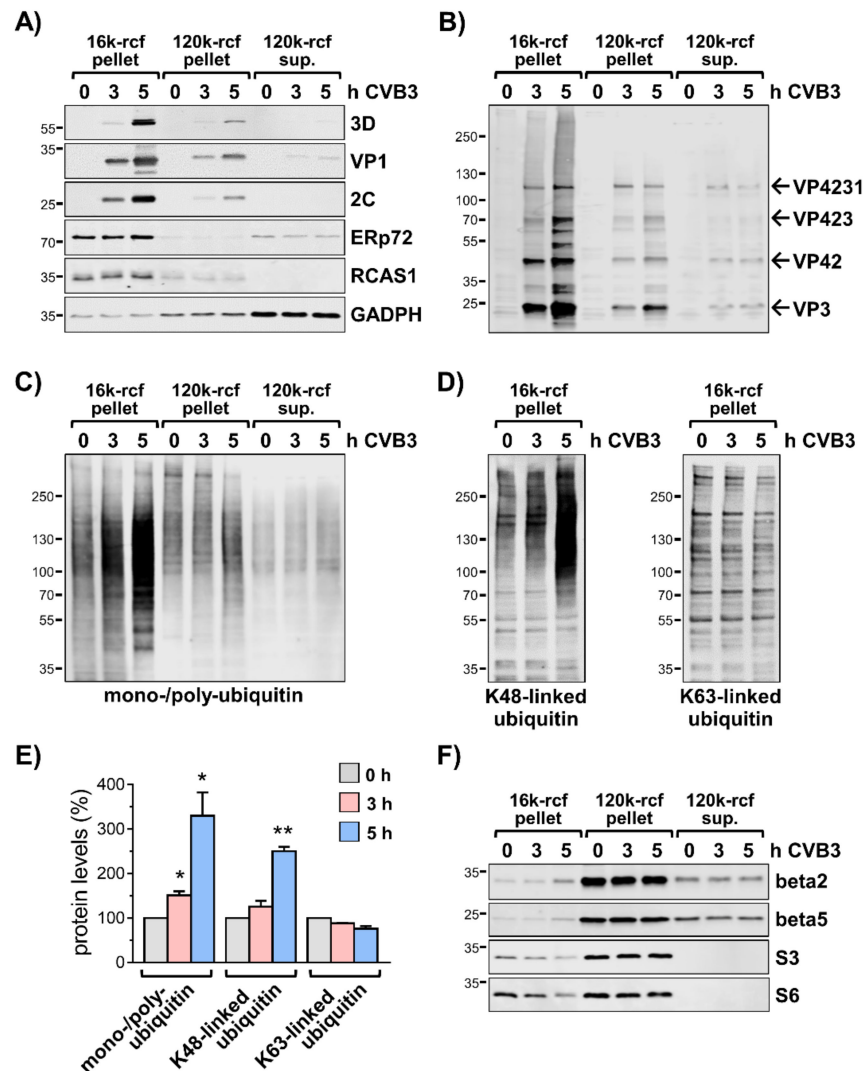 A)
16k-rcf 120k-rcf 120k-rcf
pellet pellet sup.
0 3 5 0 3 5 0 3 5 h CVB3
55 3D
35 VP1
25 2C
70 ERp72
35 RCAS1
35 GADPH
B)
16k-rcf 120k-rcf 120k-rcf
pellet pellet sup.
0 3 5 0 3 5 0 3 5 h CVB3
250
130
←VP4231
100
70 ←VP423
55
←VP42
35
25 ←VP3
C)
16k-rcf 120k-rcf 120k-rcf
pellet pellet sup.
0 3 5 0 3 5 0 3 5 h CVB3
250
130
100
70
55
35
mono-/poly-ubiquitin
D)
16k-rcf
pellet
0 3 5 h CVB3
250
130
100
70
55
35
K48-linked
ubiquitin
16k-rcf
pellet
0 3 5 h CVB3
250
130
100
70
55
35
K63-linked
ubiquitin
E)
protein levels (%)
400
300
200
100
0
* * **
0 h
3 h
5 h
mono-/poly-
ubiquitin
K48-linked
ubiquitin
K63-linked
ubiquitin
F)
16k-rcf 120k-rcf 120k-rcf
pellet pellet sup.
0 3 5 0 3 5 0 3 5 h CVB3
35 beta2
25 beta5
35 S3
35 S6